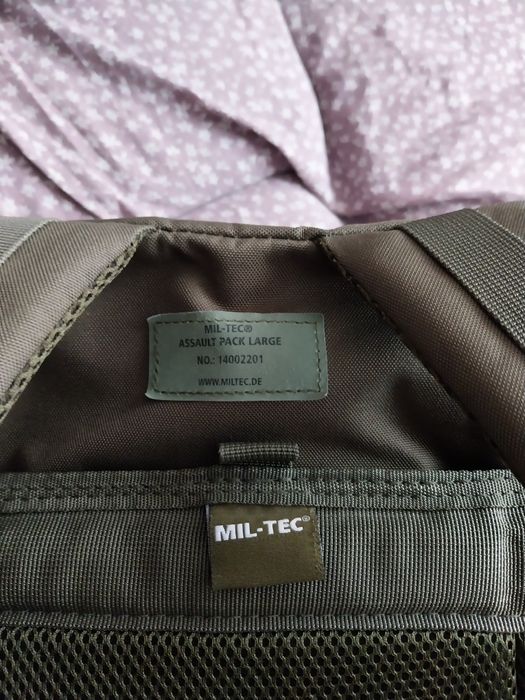 MIL-TEC®
ASSAULT PACK LARGE
NO.: 14002201
WWW.MILTEC.DE
MIL-TEC®